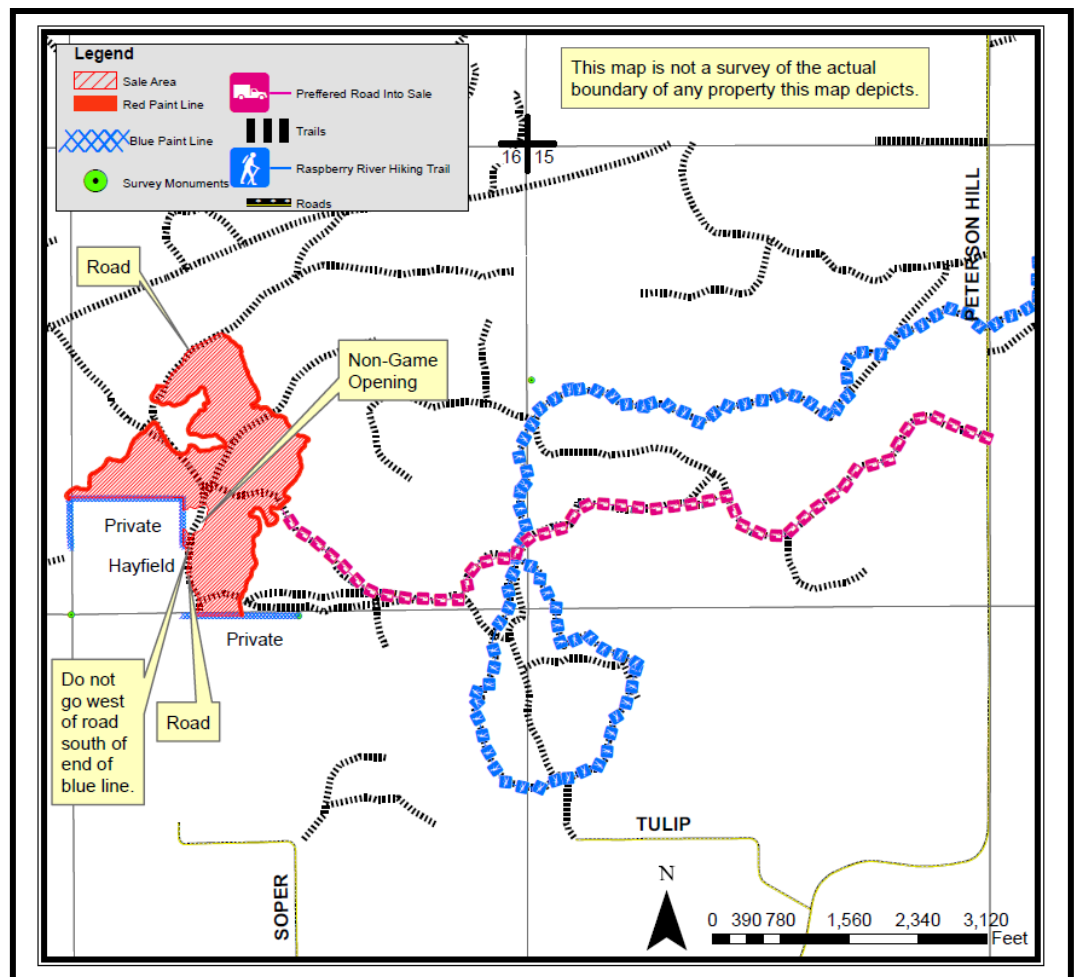 Legend
Sale Area
Red Paint Line
Blue Paint Line
Survey Monuments
Preffered Road Into Sale
Trails
Raspberry River Hiking Trail
Roads
This map is not a survey of the actual
boundary of any property this map depicts.
16 15
PETERSON HILL
Road
Non-Game
Opening
Private
Hayfield
Private
Do not
go west
of road
south of
end of
blue line.
Road
TULIP
SOPER
N
0 390 780 1,560 2,340 3,120
Feet